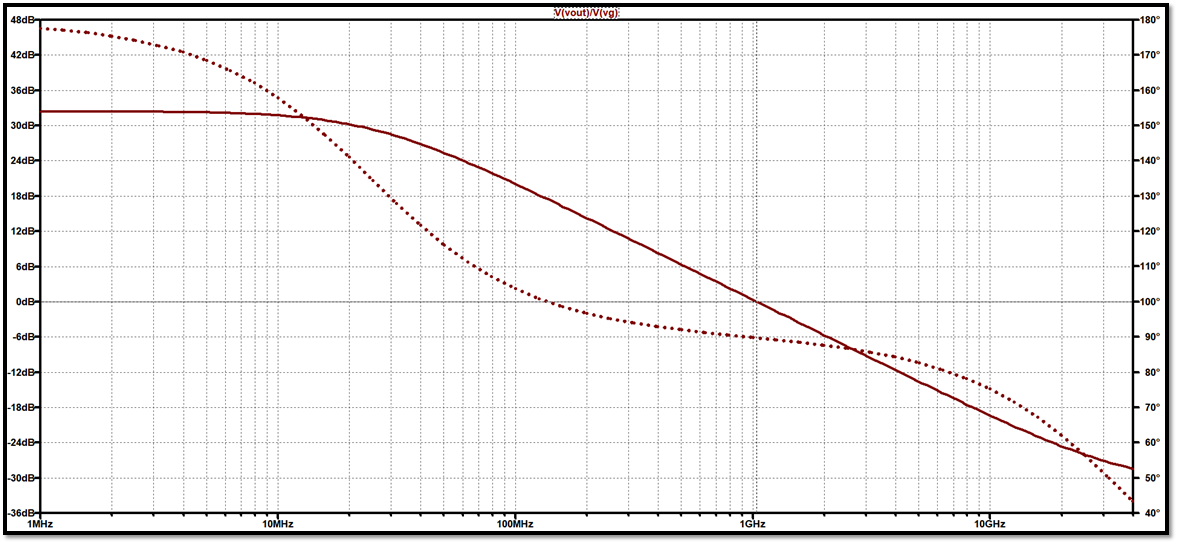 V(vout)/V(vg)
48dB 180°
42dB 170°
36dB 160°
30dB 150°
24dB 140°
18dB 130°
12dB 120°
6dB 110°
0dB 100°
-6dB 90°
-12dB 80°
-18dB 70°
-24dB 60°
-30dB 50°
-36dB 40°
1MHz 10MHz 100MHz 1GHz 10GHz